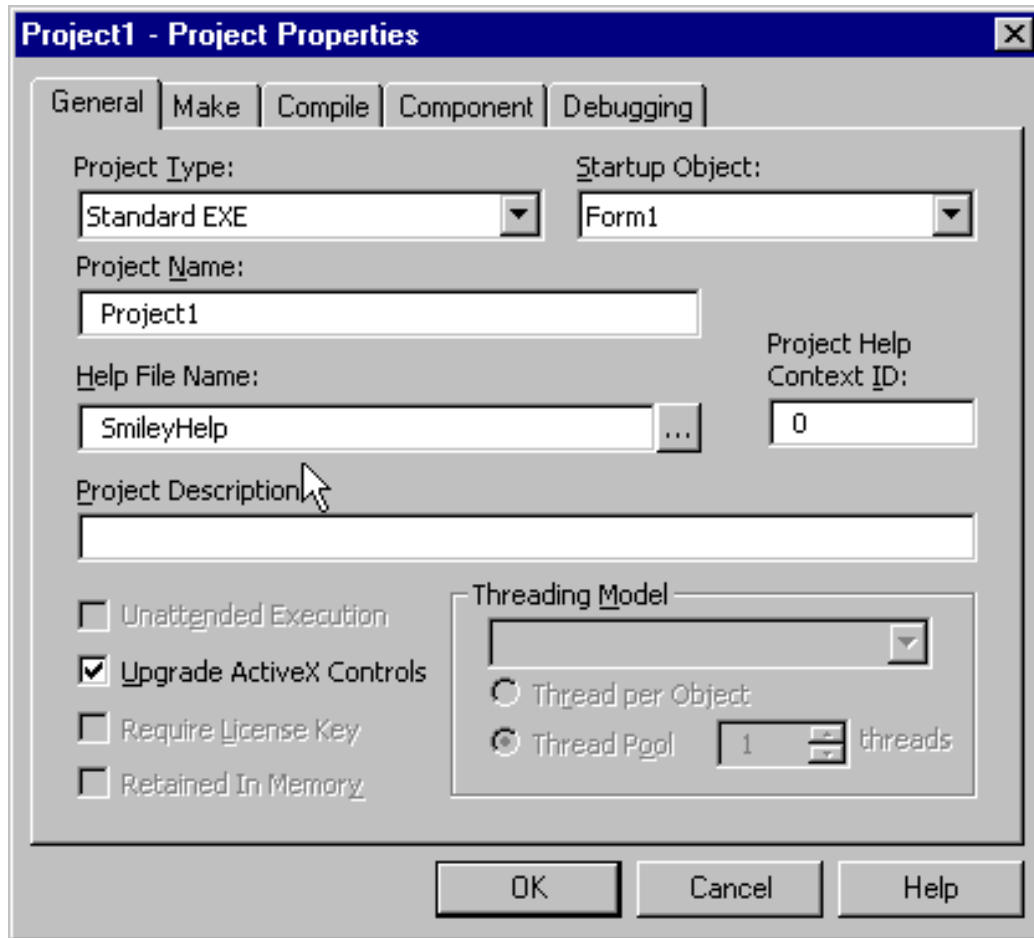 Project1 - Project Properties
General Make Compile Component Debugging
Project Type: Startup Object:
Standard EXE Form1
Project Name:
Project1
Project Help
Context ID:
Help File Name:
SmileyHelp ... 0
Project Description
Unattended Execution
Upgrade ActiveX Controls
Require License Key
Retained In Memory
Threading Model
Thread per Object
Thread Pool 1 threads
OK Cancel Help